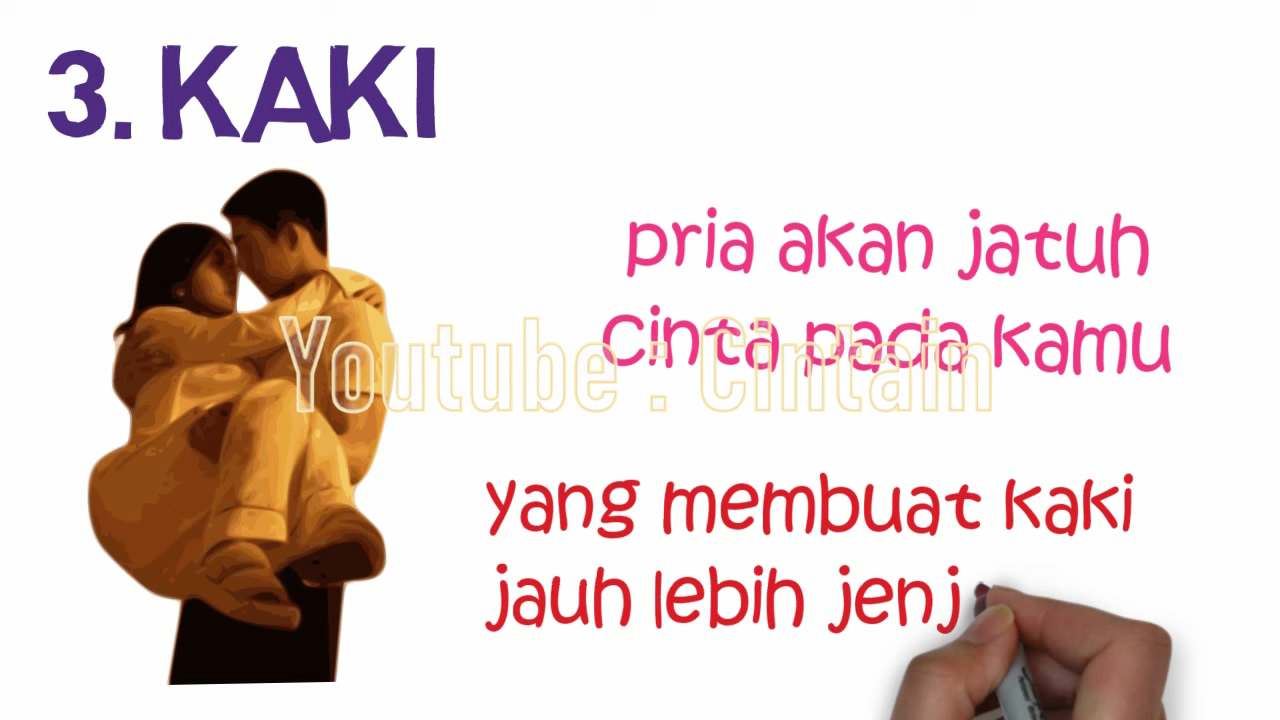 3. KAKI
pria akan jatuh
cinta pada kamu
Youtube : Cintain
yang membuat kaki
jauh lebih jenj